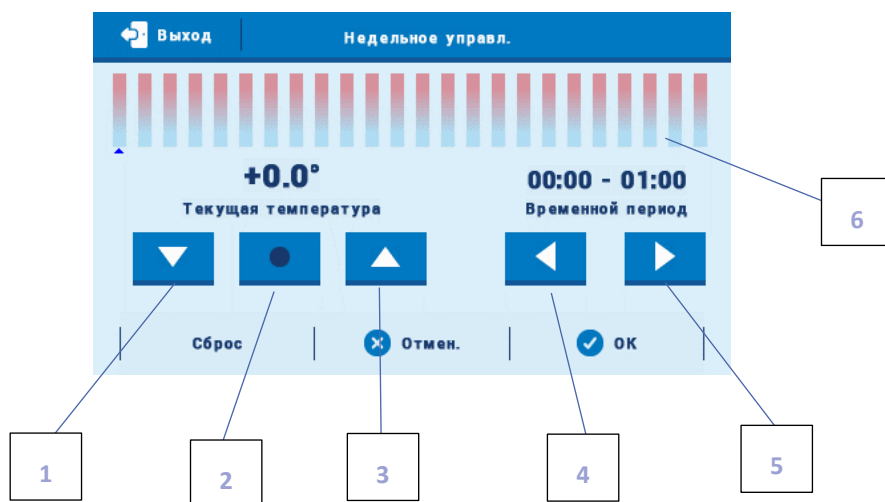 Выход
Недельное управл.
+0.0°
00:00 - 01:00
Текущая температура
Временной период
6
Сброс
Отмен.
ОК
1
2
3
4
5